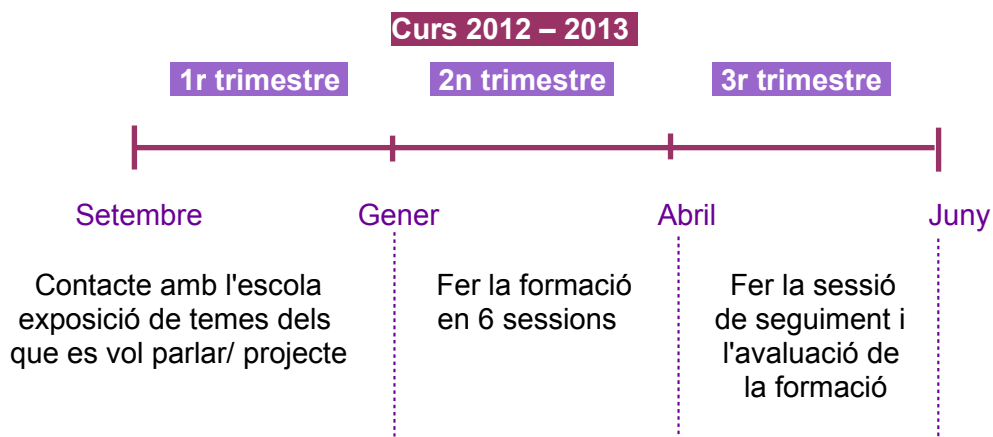 Curs 2012 – 2013
1r trimestre
2n trimestre
3r trimestre
Setembre
Gener
Abril
Juny
Contacte amb l'escola
exposició de temes dels
que es vol parlar/ projecte
Fer la formació
en 6 sessions
Fer la sessió
de seguiment i
l'avaluació de
la formació